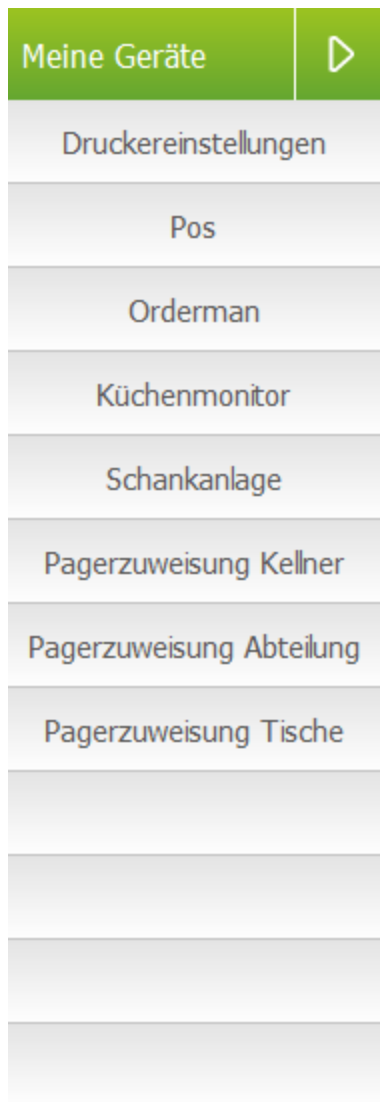 Meine Geräte
Druckereinstellungen
Pos
Orderman
Küchenmonitor
Schankanlage
Pagerzuweisung Kellner
Pagerzuweisung Abteilung
Pagerzuweisung Tische